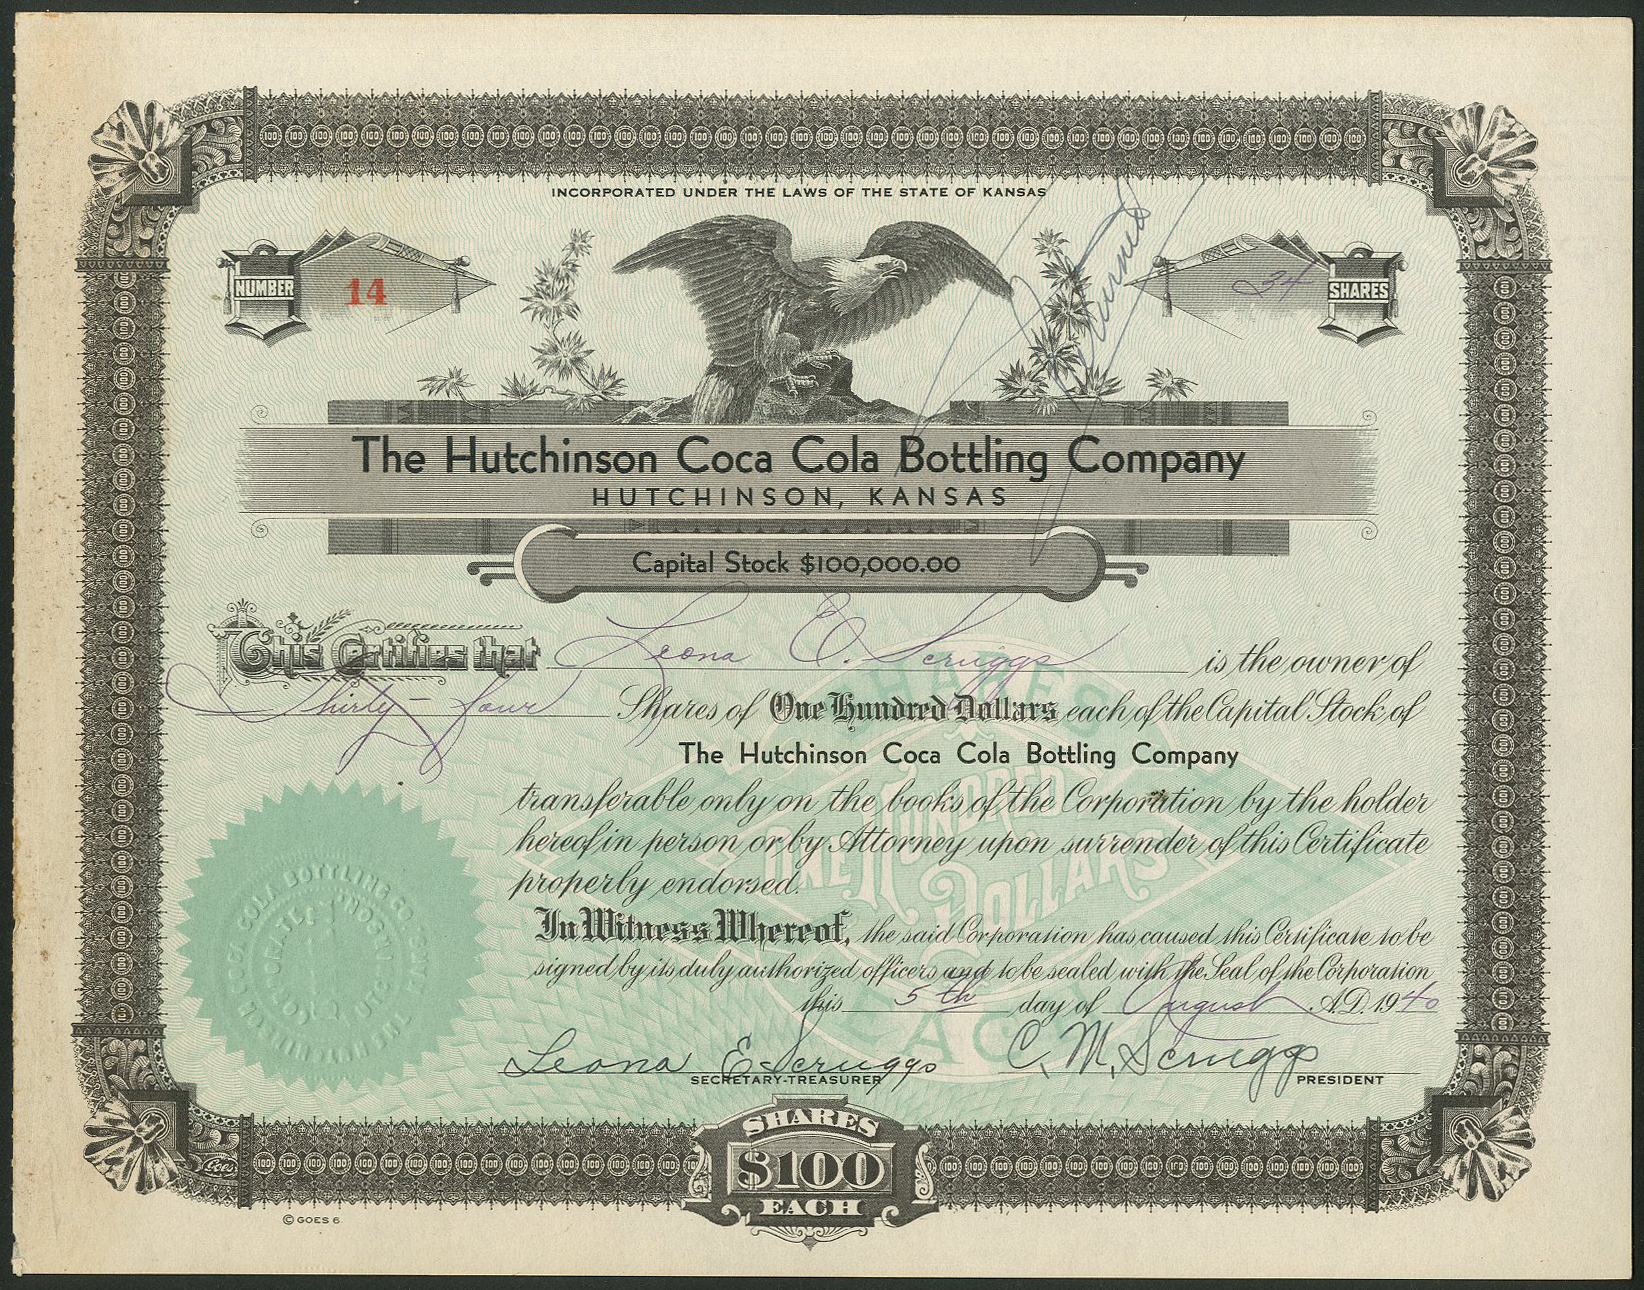 INCORPORATED UNDER THE LAWS OF THE STATE OF KANSAS
NUMBER 14
34 SHARES
The Hutchinson Coca Cola Bottling Company
HUTCHINSON, KANSAS
Capital Stock $100,000.00
This Certifies that Leona E. Scruggs is the owner of
Thirty-four Shares of One Hundred Dollars each of the Capital Stock of
The Hutchinson Coca Cola Bottling Company
transferable only on the books of the Corporation by the holder
hereof in person or by Attorney upon surrender of this Certificate
properly endorsed.
In Witness Whereof, the said Corporation has caused this Certificate to be
signed by its duly authorized officers and to be sealed with the Seal of the Corporation
this 5th day of August A.D. 1940
Leona E Scruggs C. M. Scruggs
SECRETARY-TREASURER PRESIDENT
SHARES
$100
EACH
© GOES 6
Goes
SHARES
ONE HUNDRED DOLLARS
EACH